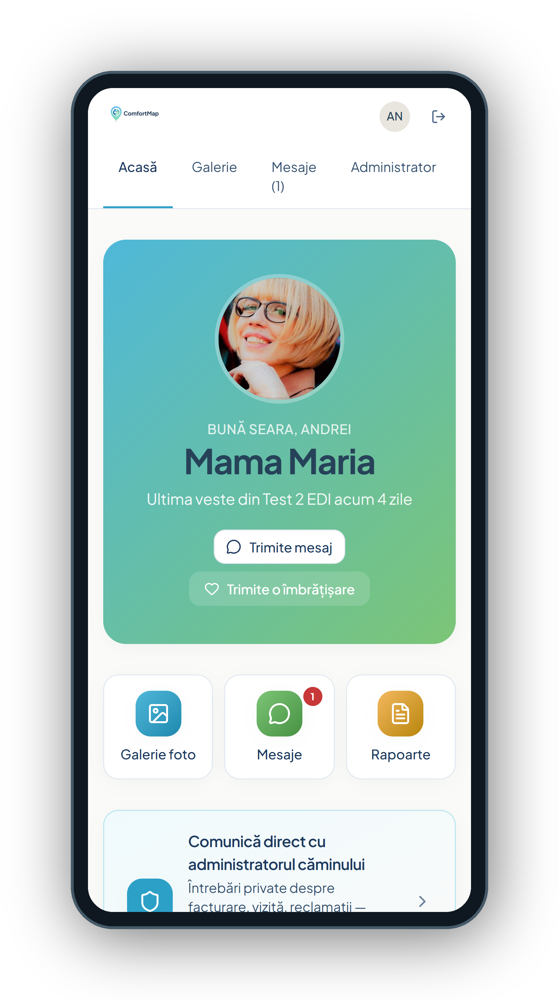 ComfortMap
AN
Acasă
Galerie
Mesaje
(1)
Administrator
BUNĂ SEARA, ANDREI
Mama Maria
Ultima veste din Test 2 EDI acum 4 zile
Trimite mesaj
Trimite o îmbrățișare
1
Galerie foto
Mesaje
Rapoarte
Comunică direct cu
administratorul căminului
Întrebări private despre
facturare, vizită, reclamații —